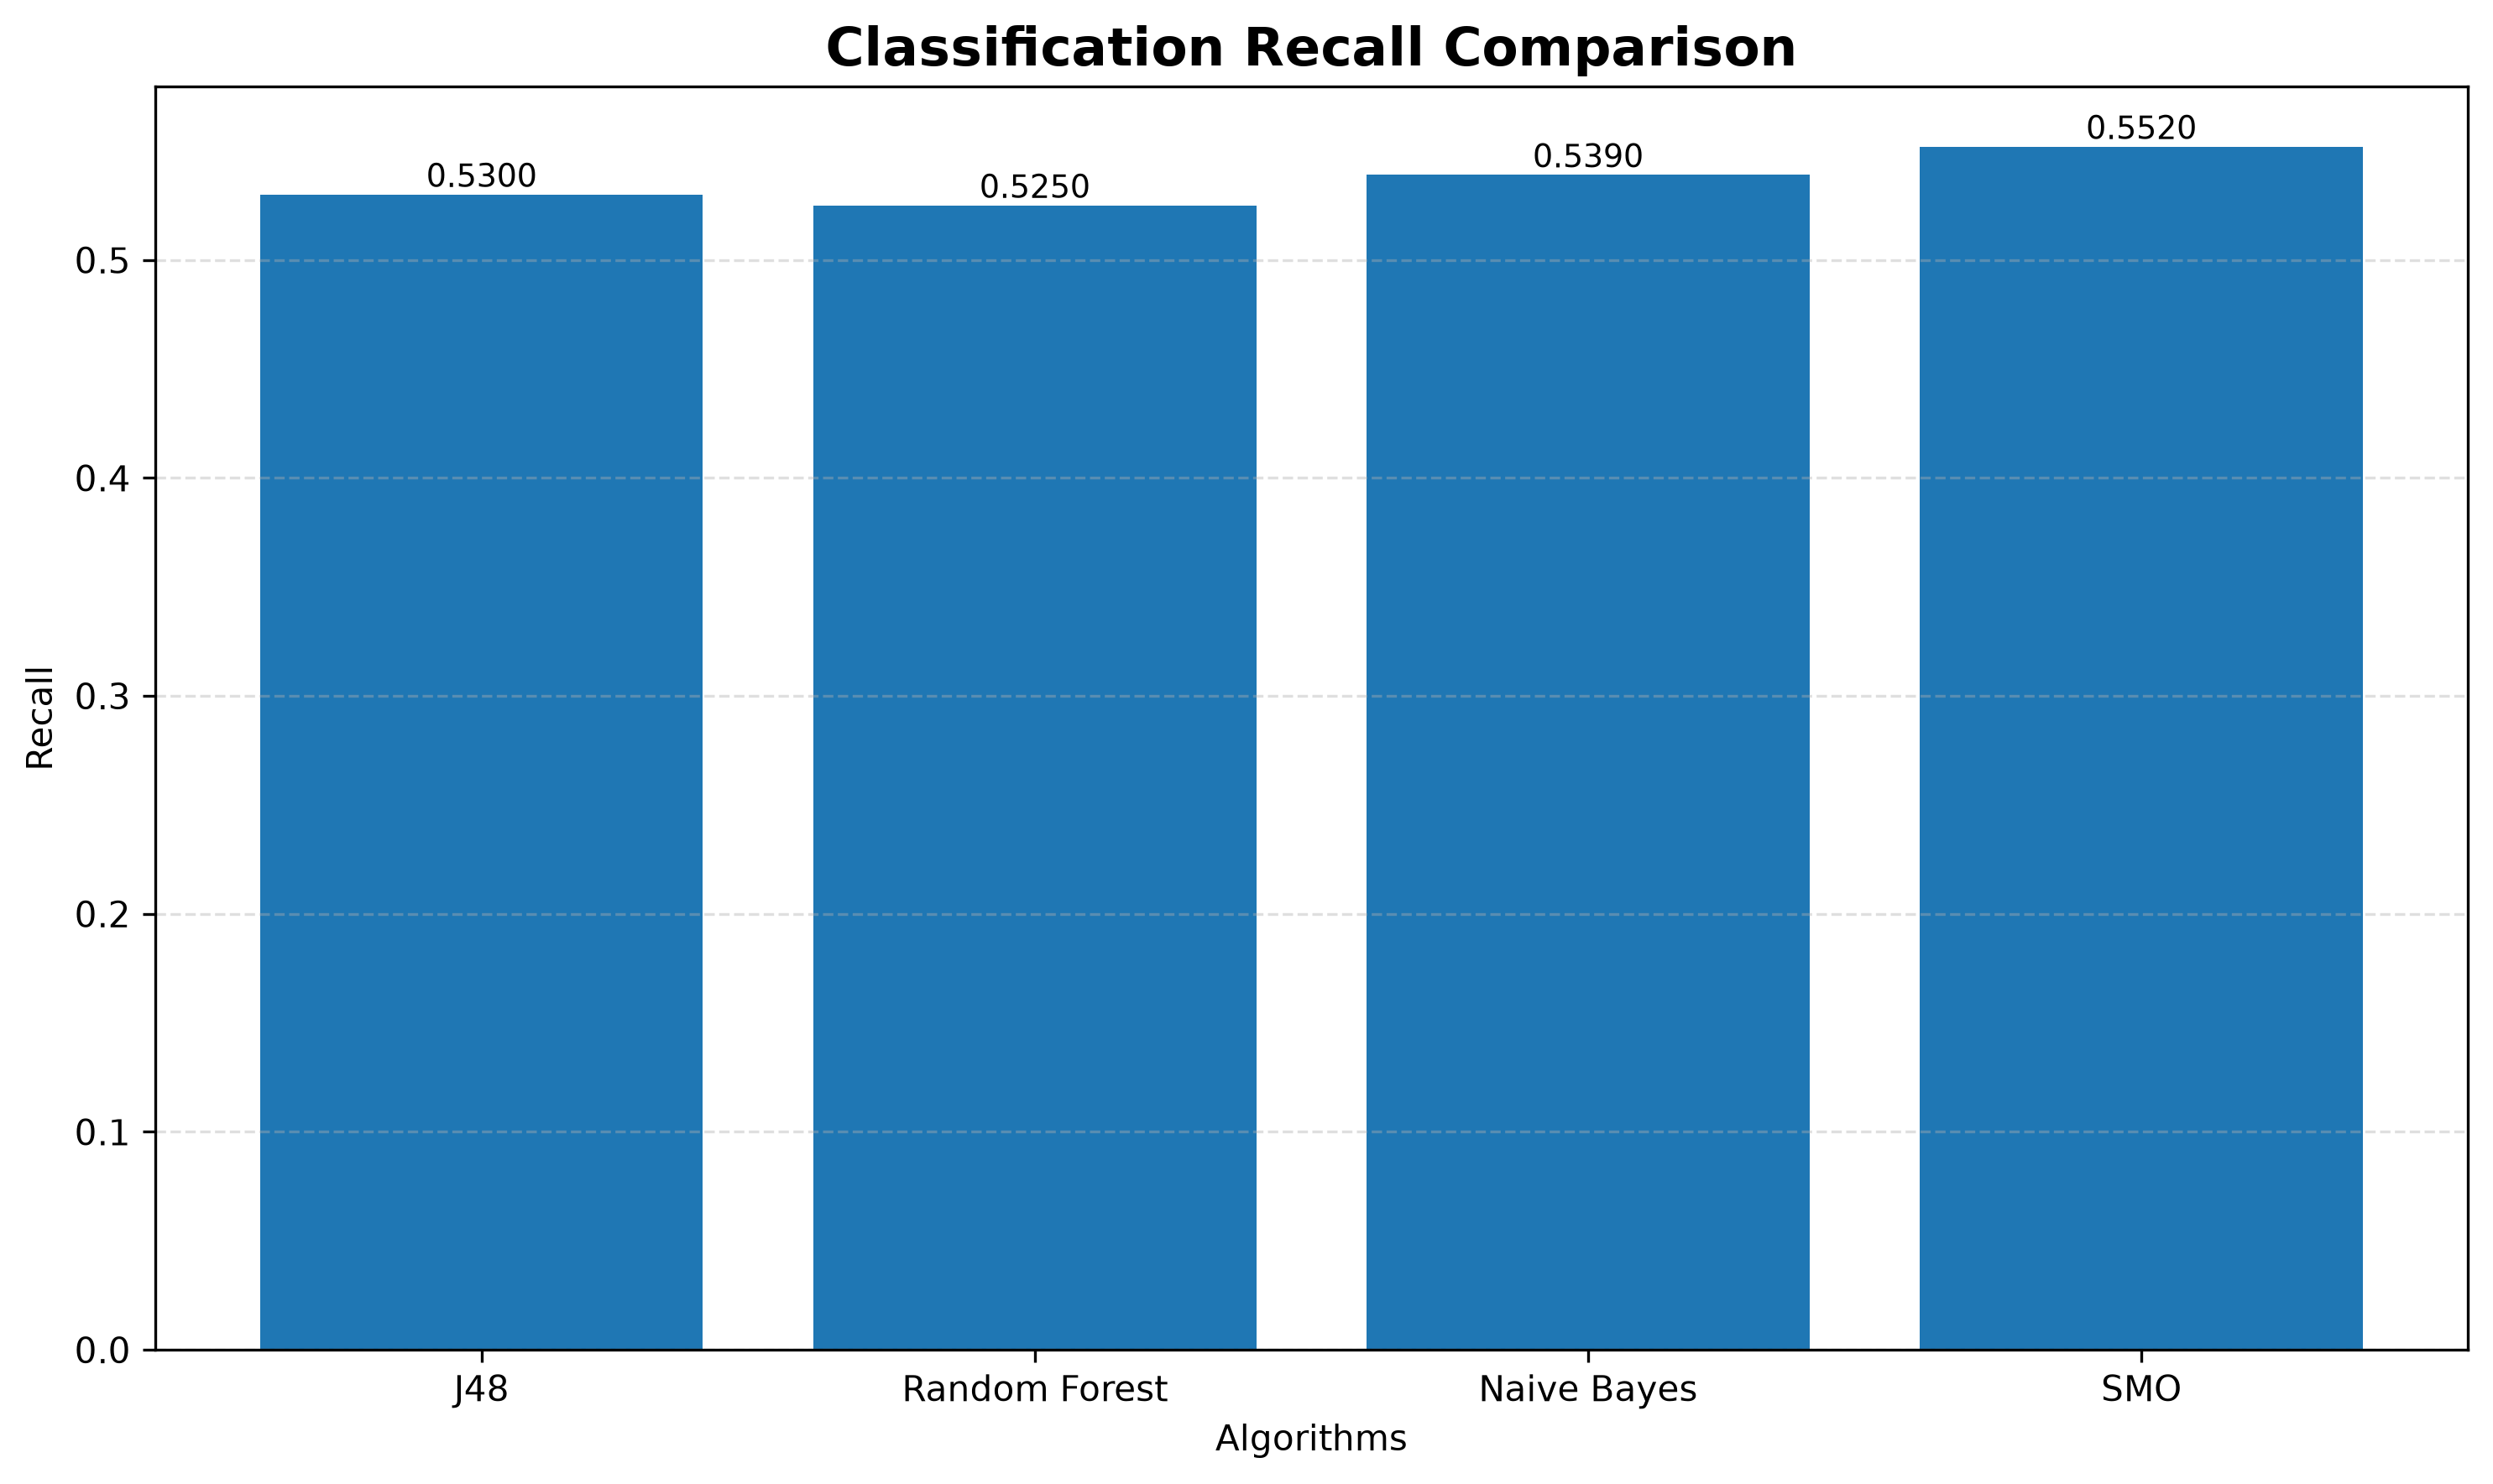 Classification Recall Comparison
0.5300
0.5250
0.5390
0.5520
0.5
0.4
0.3
0.2
0.1
0.0
Recall
J48
Random Forest
Naive Bayes
SMO
Algorithms